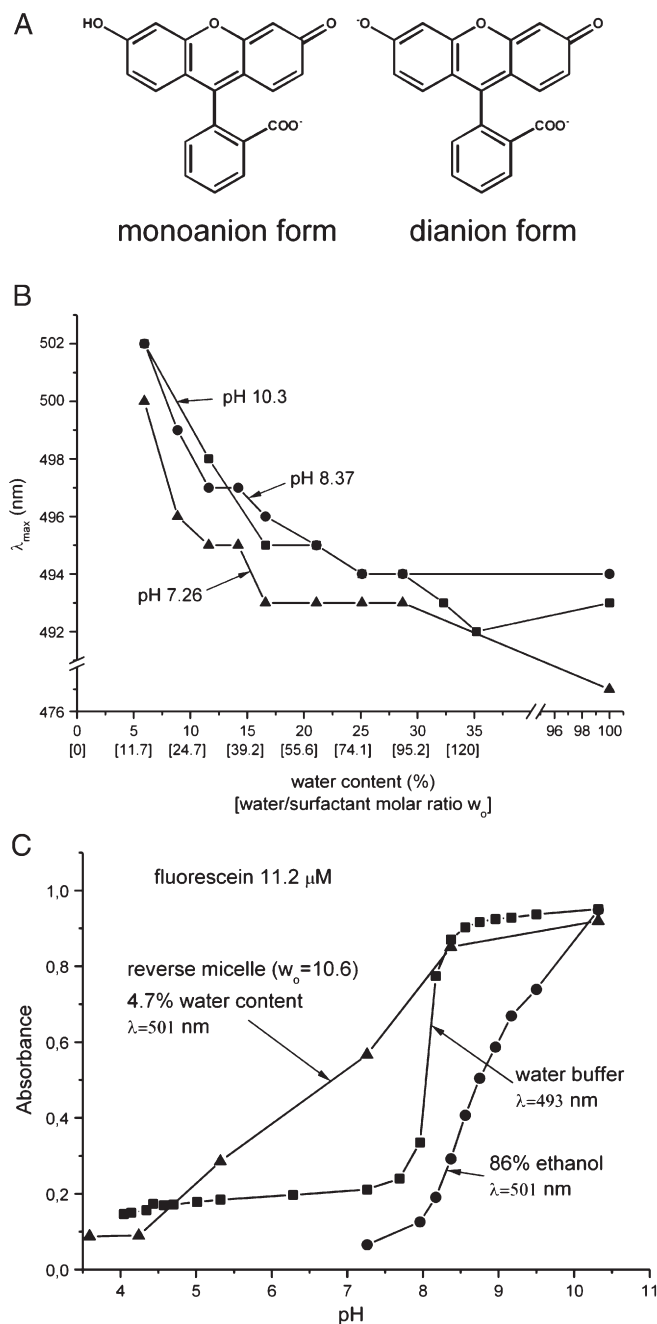 A
HO O O
COO-
-O O O
COO-
monoanion form dianion form
B
502
500
498
496
494
492
476
λmax (nm)
pH 10.3
pH 8.37
pH 7.26
0 5 10 15 20 25 30 35 96 98 100
[0] [11.7] [24.7] [39.2] [55.6] [74.1] [95.2] [120]
water content (%)
[water/surfactant molar ratio wo]
C
fluorescein 11.2 μM
1,0
0,8
0,6
0,4
0,2
0,0
Absorbance
reverse micelle (wo=10.6)
4.7% water content
λ=501 nm
water buffer
λ=493 nm
86% ethanol
λ=501 nm
4 5 6 7 8 9 10 11
pH